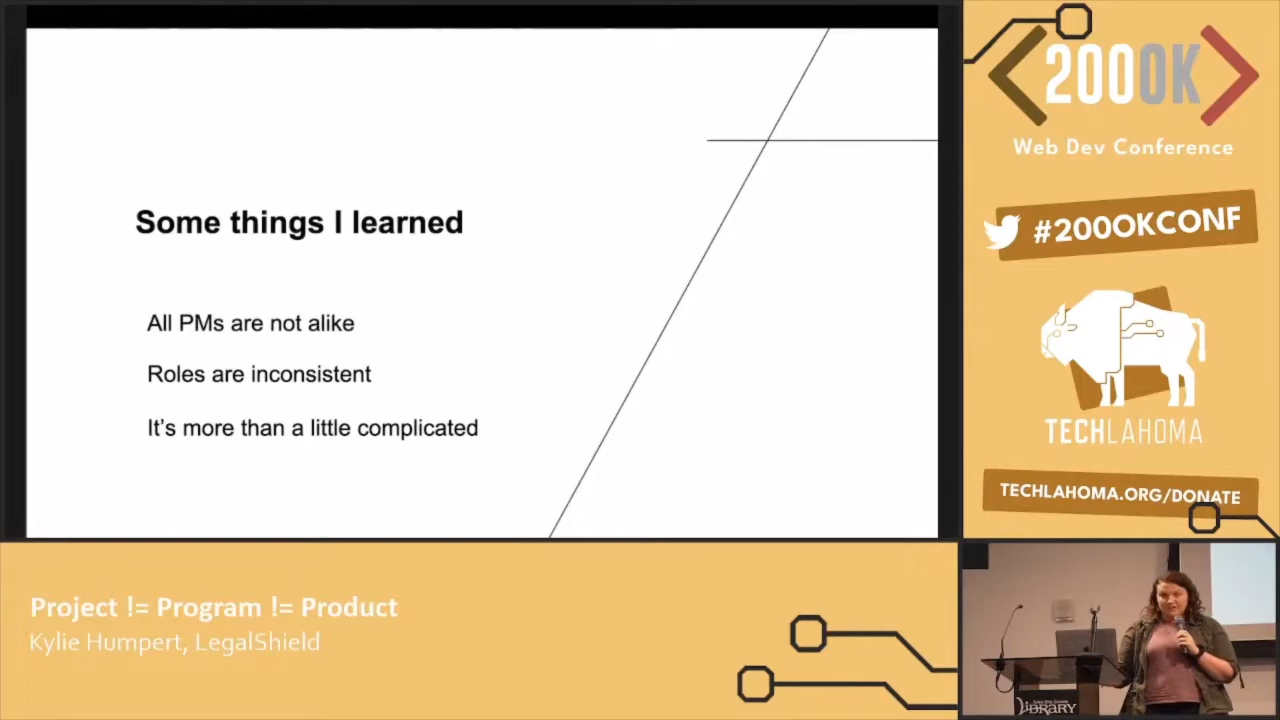 Some things I learned
All PMs are not alike
Roles are inconsistent
It's more than a little complicated
200OK
Web Dev Conference
#200OKCONF
TECHLAHOMA
TECHLAHOMA.ORG/DONATE
Project != Program != Product
Kylie Humpert, LegalShield
LIBRARY